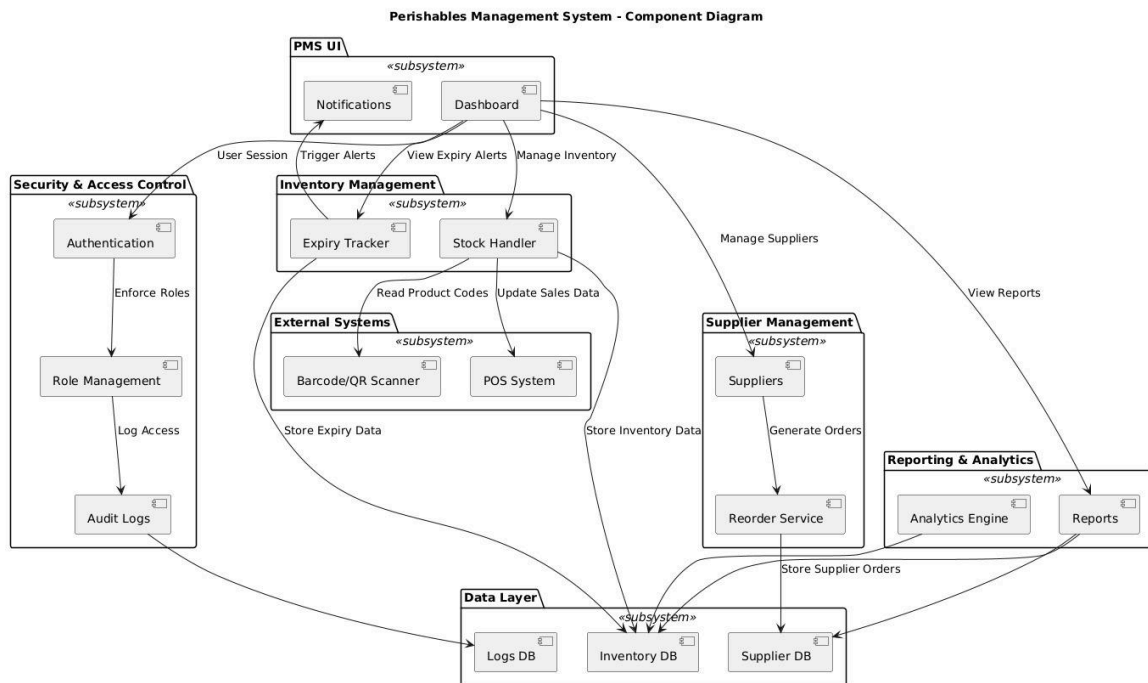 Perishables Management System - Component Diagram
PMS UI
«subsystem»
Notifications
Dashboard
User Session
Trigger Alerts
View Expiry Alerts
Manage Inventory
Security & Access Control
«subsystem»
Authentication
Inventory Management
«subsystem»
Expiry Tracker
Stock Handler
Manage Suppliers
Enforce Roles
Read Product Codes
Update Sales Data
View Reports
External Systems
«subsystem»
Barcode/QR Scanner
POS System
Supplier Management
«subsystem»
Suppliers
Role Management
Log Access
Store Expiry Data
Store Inventory Data
Generate Orders
Reporting & Analytics
«subsystem»
Audit Logs
Reorder Service
Analytics Engine
Reports
Store Supplier Orders
Data Layer
«subsystem»
Logs DB
Inventory DB
Supplier DB